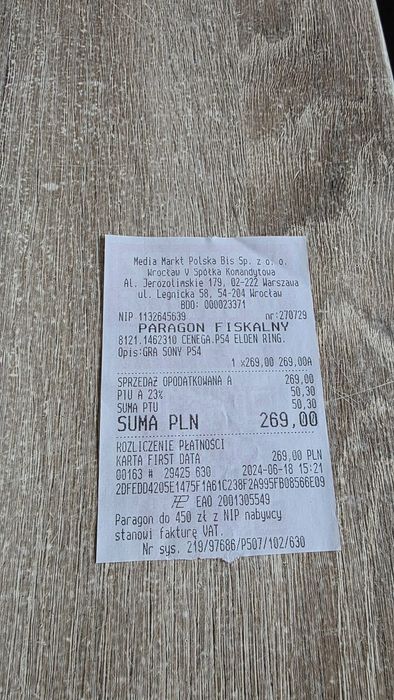 Media Markt Polska Bis Sp. z o. o.
Wrocław V Spółka Komandytowa
Al. Jerozolimskie 179, 02-222 Warszawa
ul. Legnicka 58, 54-204 Wrocław
BDO: 000023371
NIP 1132645639 nr:270729
PARAGON FISKALNY
8121.1462310 CENEGA.PS4 ELDEN RING.
Opis:GRA SONY PS4
1 x269,00 269,00A
SPRZEDAŻ OPODATKOWANA A 269,00
PTU A 23% 50,30
SUMA PTU 50,30
SUMA PLN 269,00
ROZLICZENIE PŁATNOŚCI
KARTA FIRST DATA 269,00 PLN
00163 # 29425 630 2024-06-18 15:21
2DFEDD4205E1475F1A61C238F2A995FB08566E09
EAO 2001305549
Paragon do 450 zł z NIP nabywcy
stanowi fakturę VAT.
Nr sys. 219/97686/P507/102/630